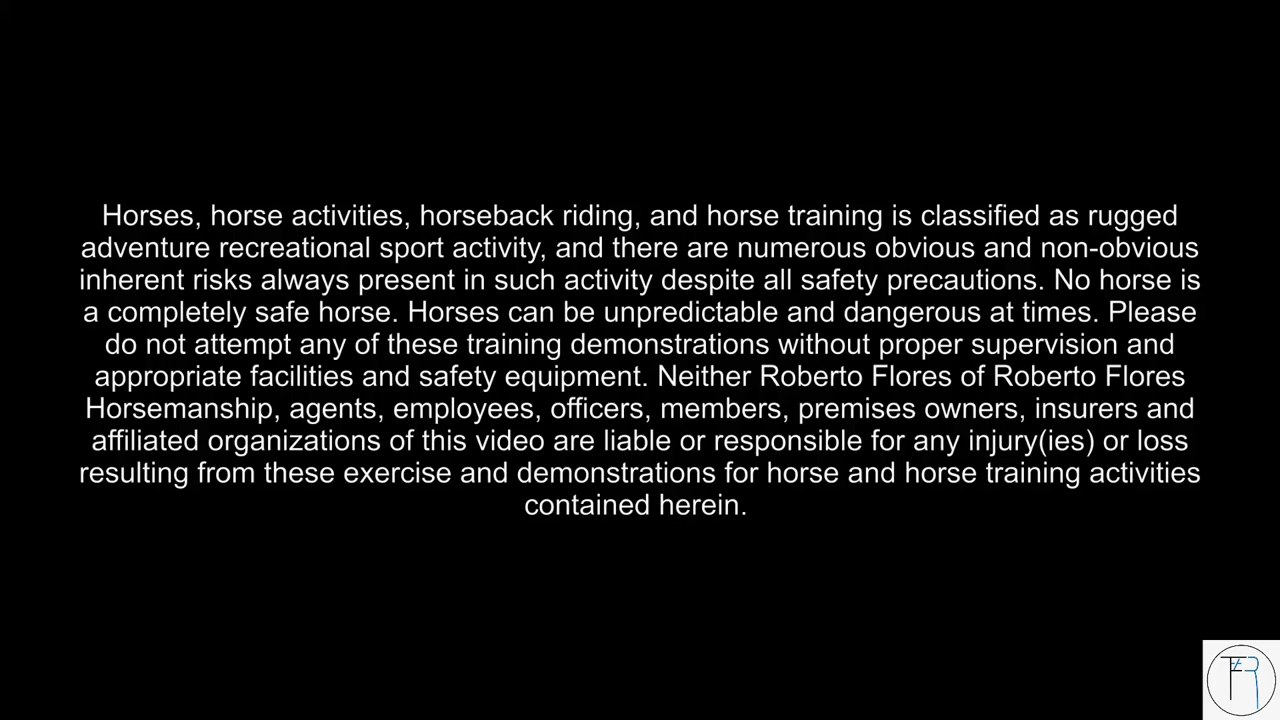 Horses, horse activities, horseback riding, and horse training is classified as rugged
adventure recreational sport activity, and there are numerous obvious and non-obvious
inherent risks always present in such activity despite all safety precautions. No horse is
a completely safe horse. Horses can be unpredictable and dangerous at times. Please
do not attempt any of these training demonstrations without proper supervision and
appropriate facilities and safety equipment. Neither Roberto Flores of Roberto Flores
Horsemanship, agents, employees, officers, members, premises owners, insurers and
affiliated organizations of this video are liable or responsible for any injury(ies) or loss
resulting from these exercise and demonstrations for horse and horse training activities
contained herein.